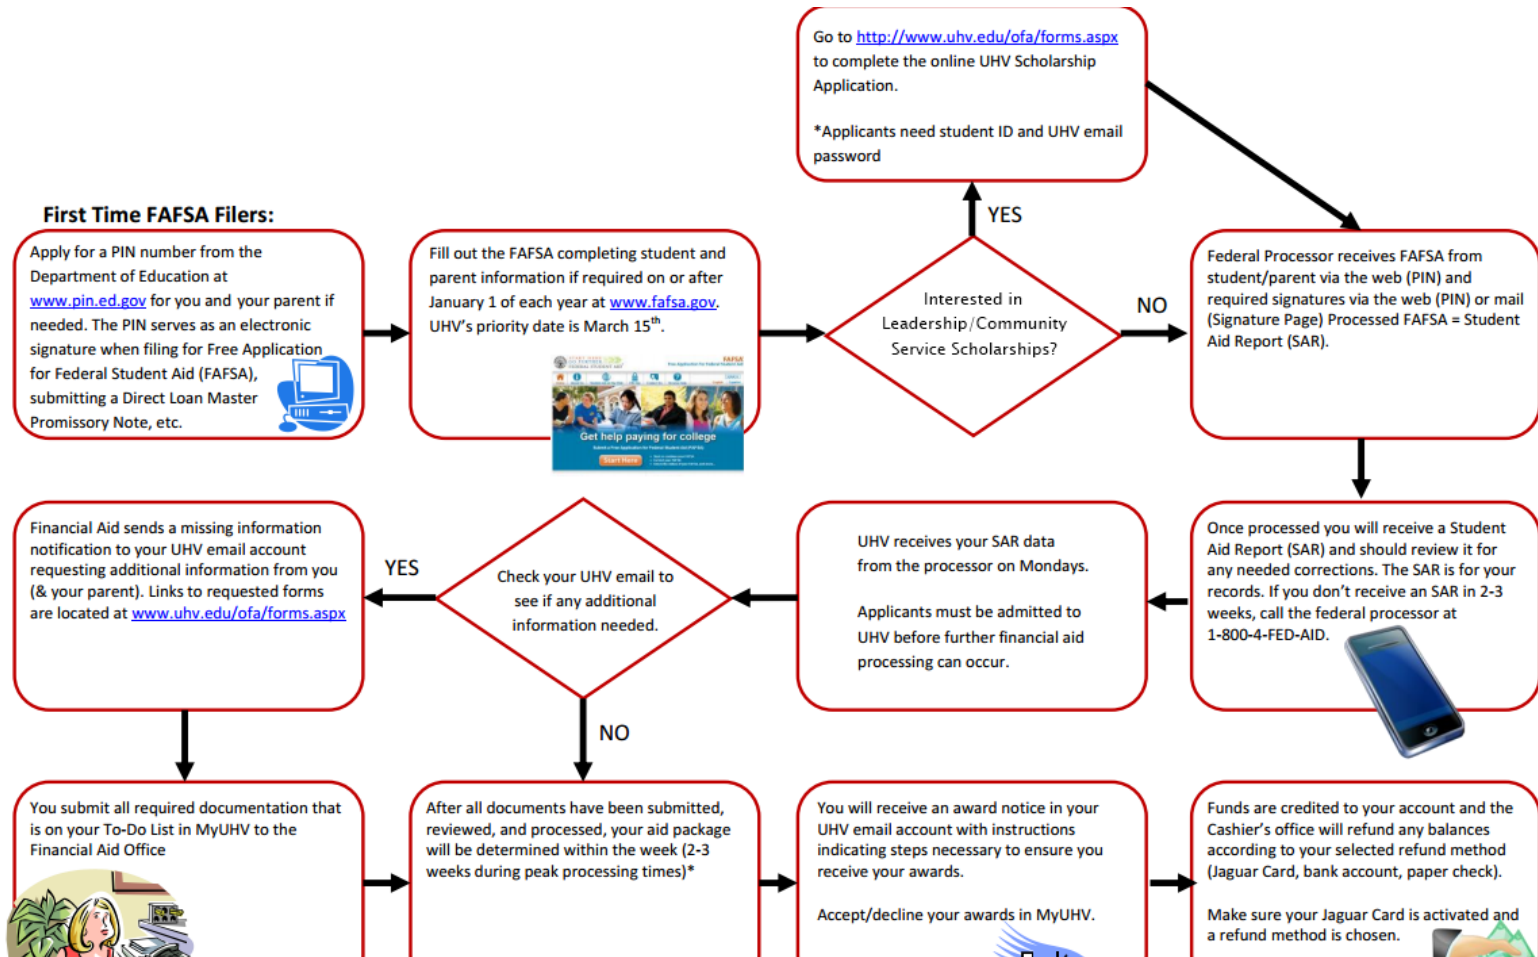 Go to http://www.uhv.edu/ofa/forms.aspx
to complete the online UHV Scholarship
Application.
*Applicants need student ID and UHV email
password
YES
First Time FAFSA Filers:
Apply for a PIN number from the
Department of Education at
www.pin.ed.gov for you and your parent if
needed. The PIN serves as an electronic
signature when filing for Free Application
for Federal Student Aid (FAFSA),
submitting a Direct Loan Master
Promissory Note, etc.
Fill out the FAFSA completing student and
parent information if required on or after
January 1 of each year at www.fafsa.gov.
UHV's priority date is March 15th.
FAFSA
Get help paying for college
Start Here
Interested in
Leadership/Community
Service Scholarships?
NO
Federal Processor receives FAFSA from
student/parent via the web (PIN) and
required signatures via the web (PIN) or mail
(Signature Page) Processed FAFSA = Student
Aid Report (SAR).
Once processed you will receive a Student
Aid Report (SAR) and should review it for
any needed corrections. The SAR is for your
records. If you don't receive an SAR in 2-3
weeks, call the federal processor at
1-800-4-FED-AID.
UHV receives your SAR data
from the processor on Mondays.
Applicants must be admitted to
UHV before further financial aid
processing can occur.
Check your UHV email to
see if any additional
information needed.
YES
Financial Aid sends a missing information
notification to your UHV email account
requesting additional information from you
(& your parent). Links to requested forms
are located at www.uhv.edu/ofa/forms.aspx
NO
You submit all required documentation that
is on your To-Do List in MyUHV to the
Financial Aid Office
After all documents have been submitted,
reviewed, and processed, your aid package
will be determined within the week (2-3
weeks during peak processing times)*
You will receive an award notice in your
UHV email account with instructions
indicating steps necessary to ensure you
receive your awards.
Accept/decline your awards in MyUHV.
Funds are credited to your account and the
Cashier's office will refund any balances
according to your selected refund method
(Jaguar Card, bank account, paper check).
Make sure your Jaguar Card is activated and
a refund method is chosen.